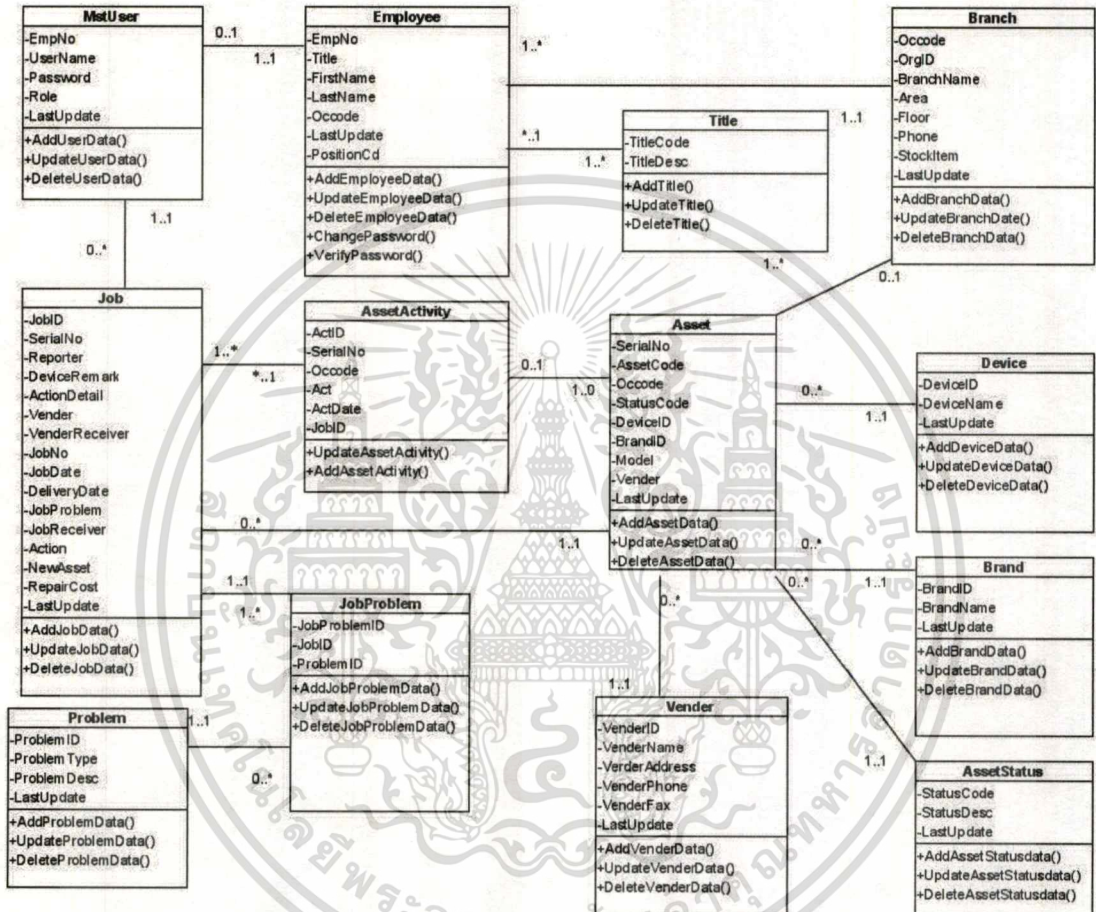 MstUser
-EmpNo
-UserName
-Password
-Role
-LastUpdate
+AddUserData()
+UpdateUserData()
+DeleteUserData()
0..1
1..1
Employee
-EmpNo
-Title
-FirstName
-LastName
-Occode
-LastUpdate
-PositionCd
+AddEmployeeData()
+UpdateEmployeeData()
+DeleteEmployeeData()
+ChangePassword()
+VerifyPassword()
1..*
1..1
Branch
-Occode
-OrgID
-BranchName
-Area
-Floor
-Phone
-StockItem
-LastUpdate
+AddBranchData()
+UpdateBranchDate()
+DeleteBranchData()
*..1
1..*
Title
-TitleCode
-TitleDesc
+AddTitle()
+UpdateTitle()
+DeleteTitle()
1..*
0..1
1..1
0..*
Job
-JobID
-SerialNo
-Reporter
-DeviceRemark
-ActionDetail
-Vender
-VenderReceiver
-JobNo
-JobDate
-DeliveryDate
-JobProblem
-JobReceiver
-Action
-NewAsset
-RepairCost
-LastUpdate
+AddJobData()
+UpdateJobData()
+DeleteJobData()
1..*
*..1
AssetActivity
-ActID
-SerialNo
-Occode
-Act
-ActDate
-JobID
+UpdateAssetActivity()
+AddAssetActivity()
0..1
1..0
Asset
-SerialNo
-AssetCode
-Occode
-StatusCode
-DeviceID
-BrandID
-Model
-Vender
-LastUpdate
+AddAssetData()
+UpdateAssetData()
+DeleteAssetData()
0..*
1..1
Device
-DeviceID
-DeviceName
-LastUpdate
+AddDeviceData()
+UpdateDeviceData()
+DeleteDeviceData()
0..*
1..1
0..*
1..1
Brand
-BrandID
-BrandName
-LastUpdate
+AddBrandData()
+UpdateBrandData()
+DeleteBrandData()
0..*
1..1
1..1
1..*
JobProblem
-JobProblemID
-JobID
-ProblemID
+AddJobProblemData()
+UpdateJobProblemData()
+DeleteJobProblemData()
0..*
1..1
Vender
-VenderID
-VenderName
-VerderAddress
-VenderPhone
-VenderFax
-LastUpdate
+AddVenderData()
+UpdateVenderData()
+DeleteVenderData()
0..*
1..1
AssetStatus
-StatusCode
-StatusDesc
-LastUpdate
+AddAssetStatusdata()
+UpdateAssetStatusdata()
+DeleteAssetStatusdata()
Problem
-ProblemID
-ProblemType
-ProblemDesc
-LastUpdate
+AddProblemData()
+UpdateProblemData()
+DeleteProblemData()